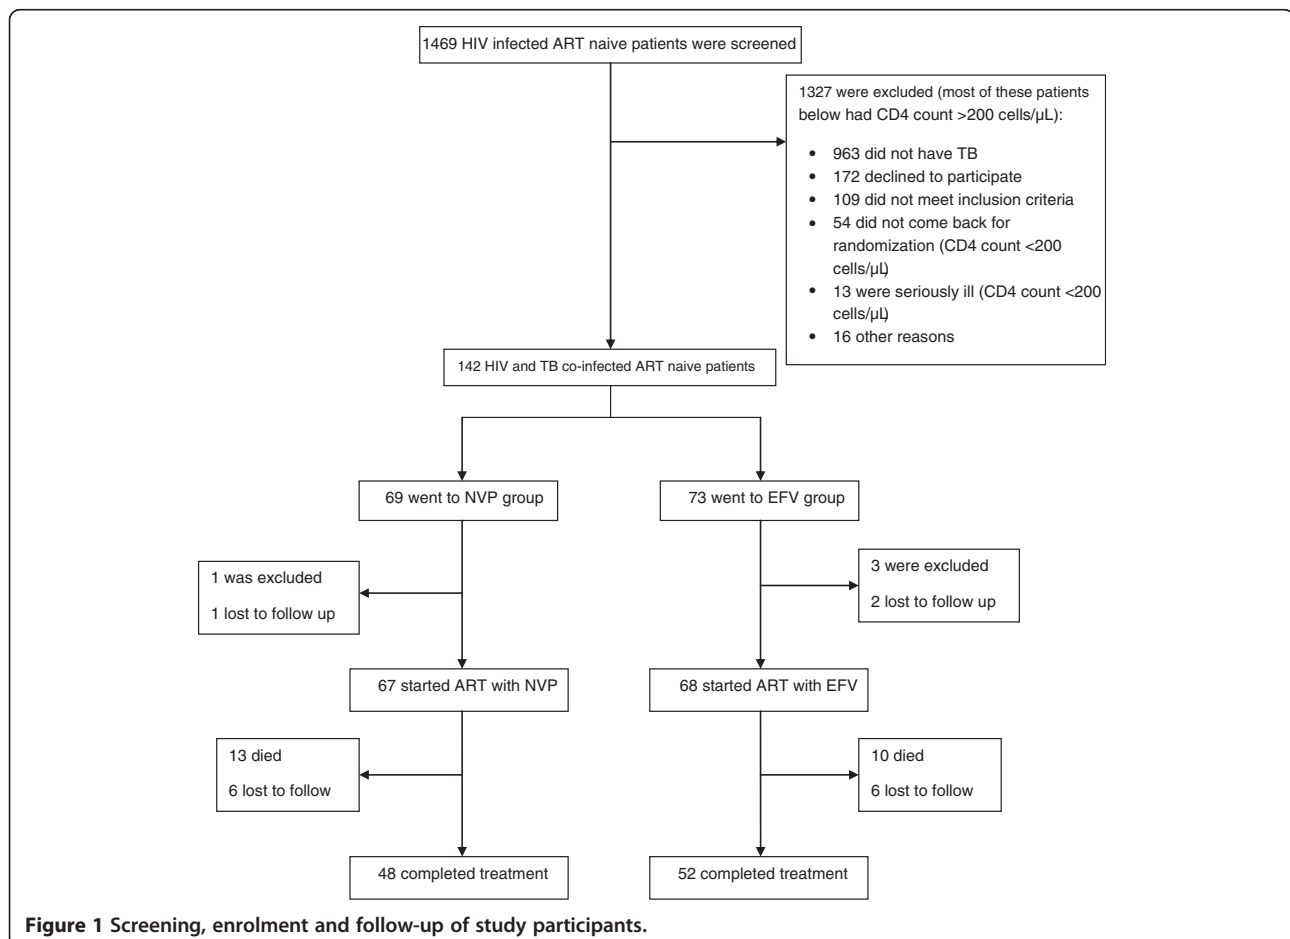 1469 HIV infected ART naive patients were screened
1327 were excluded (most of these patients
below had CD4 count >200 cells/µL):
• 963 did not have TB
• 172 declined to participate
• 109 did not meet inclusion criteria
• 54 did not come back for
randomization (CD4 count <200
cells/µL)
• 13 were seriously ill (CD4 count <200
cells/µL)
• 16 other reasons
142 HIV and TB co-infected ART naive patients
69 went to NVP group
73 went to EFV group
1 was excluded
1 lost to follow up
3 were excluded
2 lost to follow up
67 started ART with NVP
68 started ART with EFV
13 died
6 lost to follow
10 died
6 lost to follow
48 completed treatment
52 completed treatment
Figure 1 Screening, enrolment and follow-up of study participants.